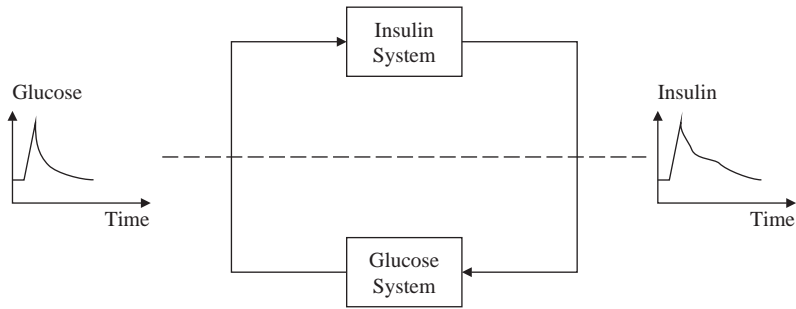 Insulin
System
Glucose
Time
Insulin
Time
Glucose
System